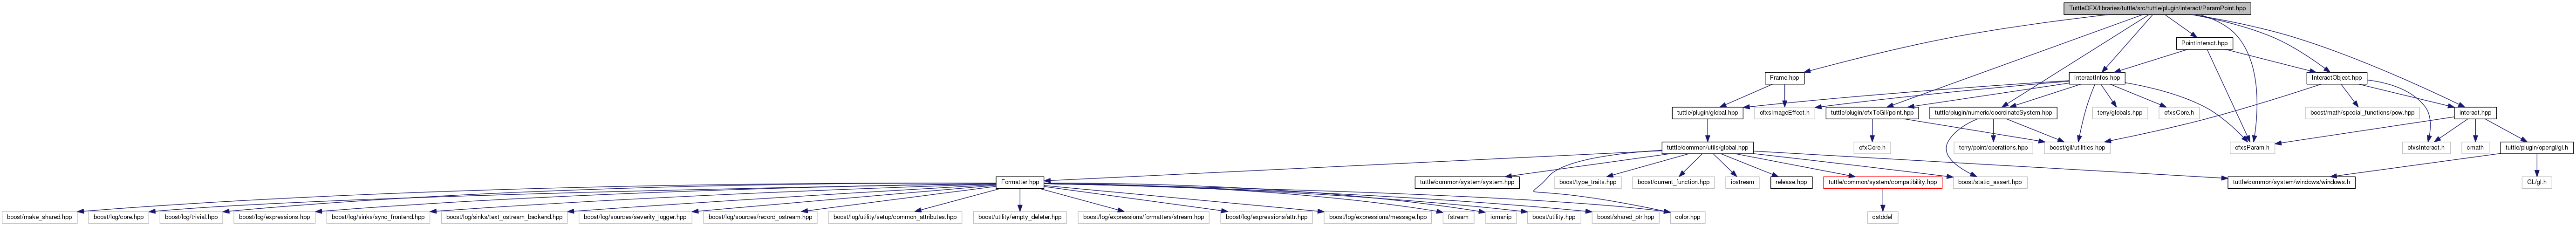 TuttleOFX/libraries/tuttle/src/tuttle/plugin/interact/ParamPoint.hpp
PointInteract.hpp
Frame.hpp
InteractInfos.hpp
InteractObject.hpp
tuttle/plugin/global.hpp
ofxsImageEffect.h
tuttle/plugin/ofxToGil/point.hpp
tuttle/plugin/numeric/coordinateSystem.hpp
terry/globals.hpp
ofxsCore.h
boost/math/special_functions/pow.hpp
interact.hpp
tuttle/common/utils/global.hpp
ofxCore.h
terry/point/operations.hpp
boost/gil/utilities.hpp
ofxsParam.h
ofxsInteract.h
cmath
tuttle/plugin/opengl/gl.h
Formatter.hpp
tuttle/common/system/system.hpp
boost/type_traits.hpp
boost/current_function.hpp
iostream
release.hpp
tuttle/common/system/compatibility.hpp
boost/static_assert.hpp
tuttle/common/system/windows/windows.h
GL/gl.h
boost/make_shared.hpp
boost/log/core.hpp
boost/log/trivial.hpp
boost/log/expressions.hpp
boost/log/sinks/sync_frontend.hpp
boost/log/sinks/text_ostream_backend.hpp
boost/log/sources/severity_logger.hpp
boost/log/sources/record_ostream.hpp
boost/log/utility/setup/common_attributes.hpp
boost/utility/empty_deleter.hpp
boost/log/expressions/formatters/stream.hpp
boost/log/expressions/attr.hpp
boost/log/expressions/message.hpp
fstream
iomanip
boost/utility.hpp
boost/shared_ptr.hpp
color.hpp
cstddef